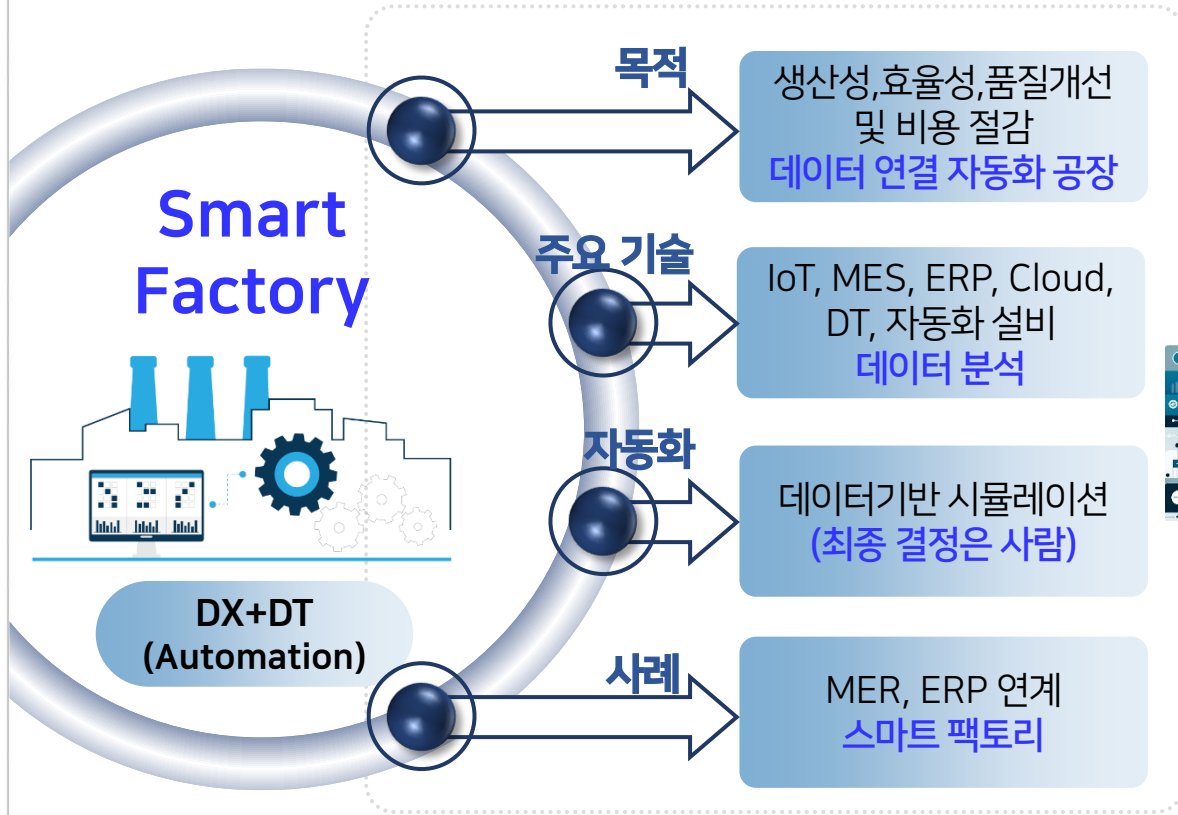 Smart
Factory
DX+DT
(Automation)
목적
생산성,효율성,품질개선
및 비용 절감
데이터 연결 자동화 공장
주요 기술
IoT, MES, ERP, Cloud,
DT, 자동화 설비
데이터 분석
자동화
데이터기반 시뮬레이션
(최종 결정은 사람)
사례
MER, ERP 연계
스마트 팩토리